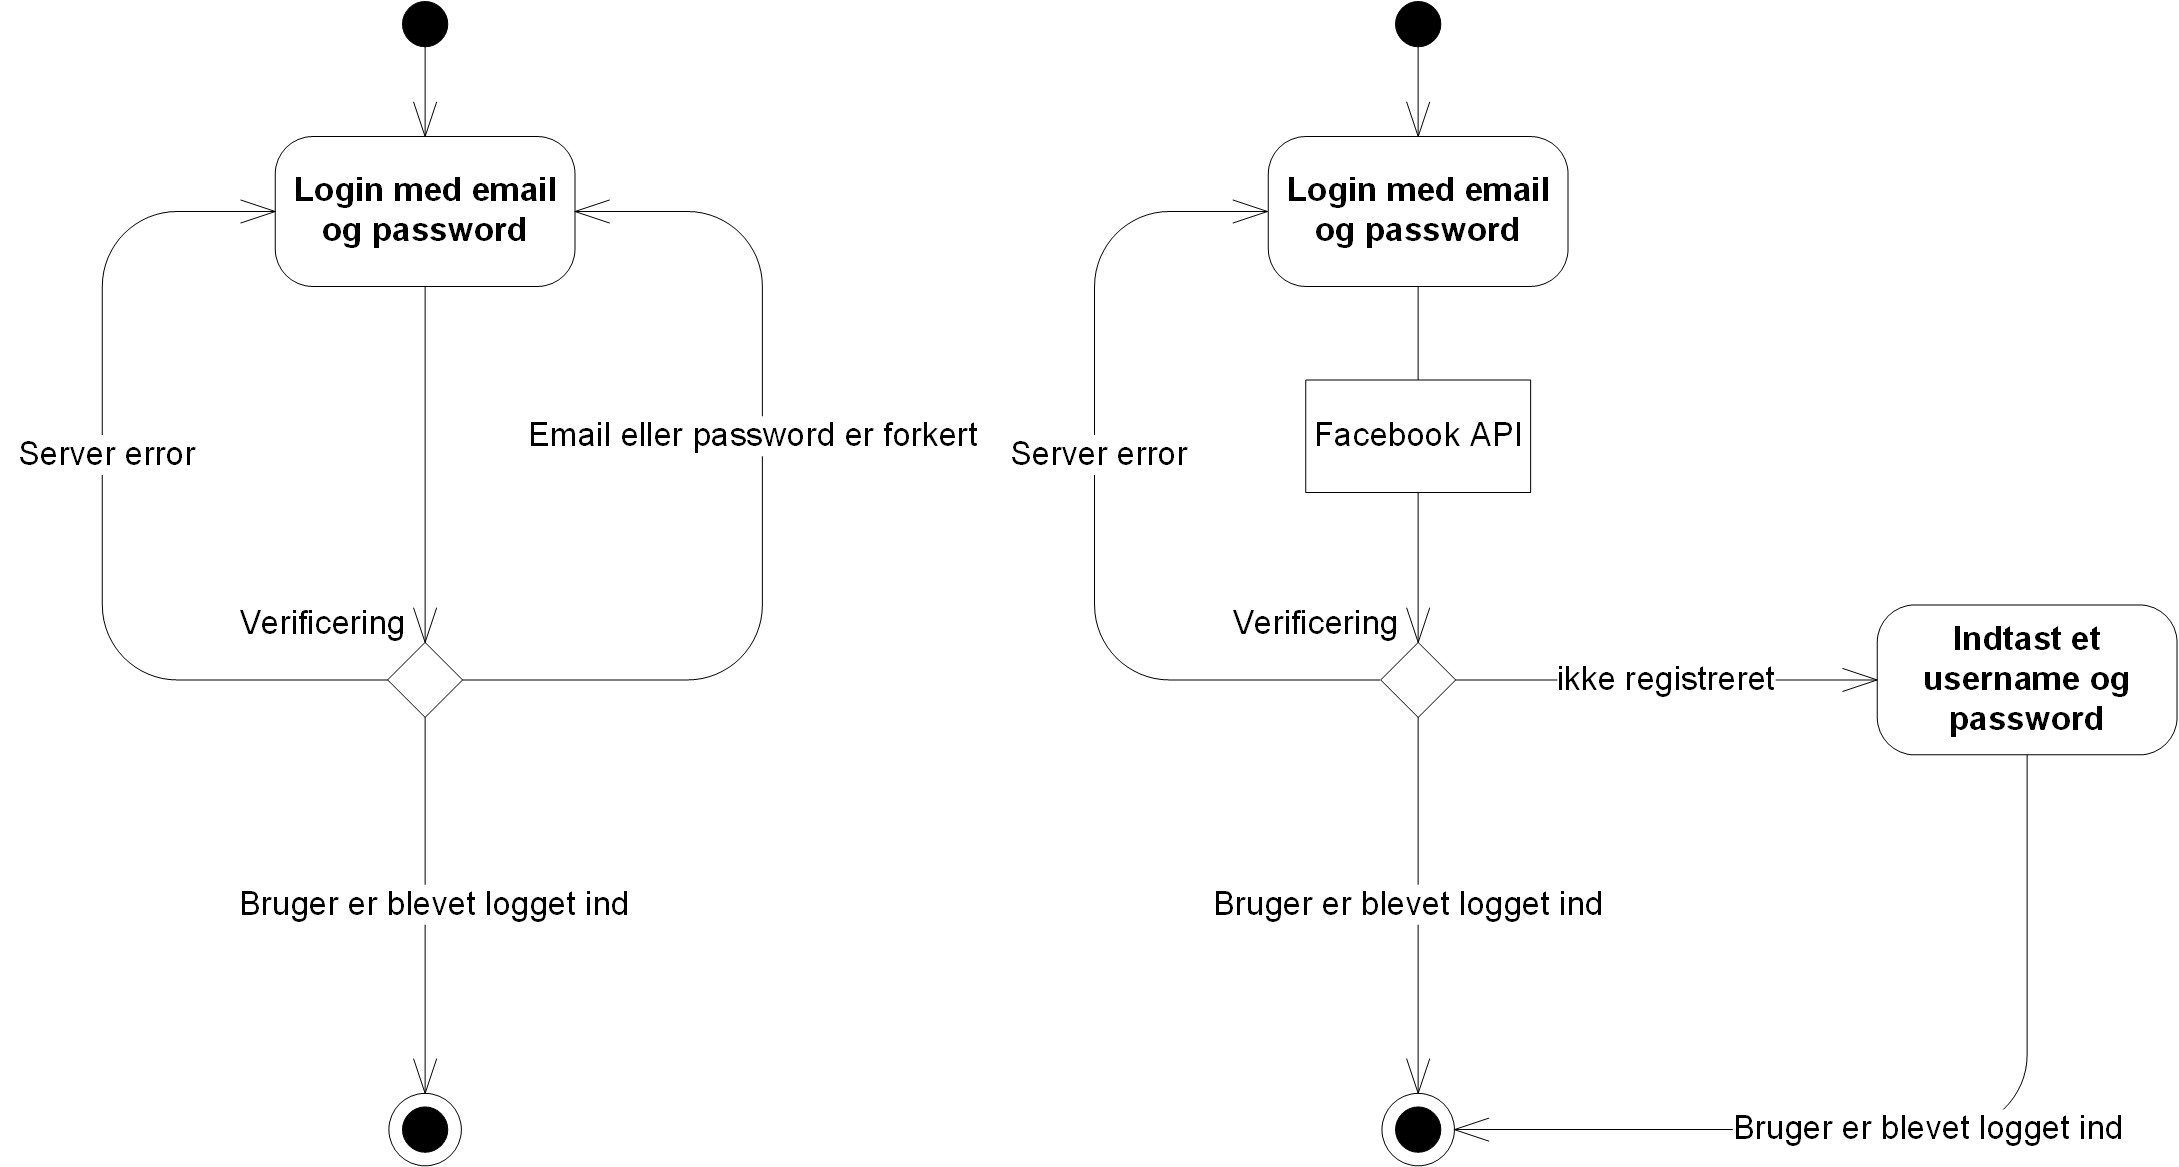 Login med email
og password
Server error
Email eller password er forkert
Verificering
Bruger er blevet logget ind
Login med email
og password
Facebook API
Server error
Verificering
ikke registreret
Indtast et
username og
password
Bruger er blevet logget ind
Bruger er blevet logget ind